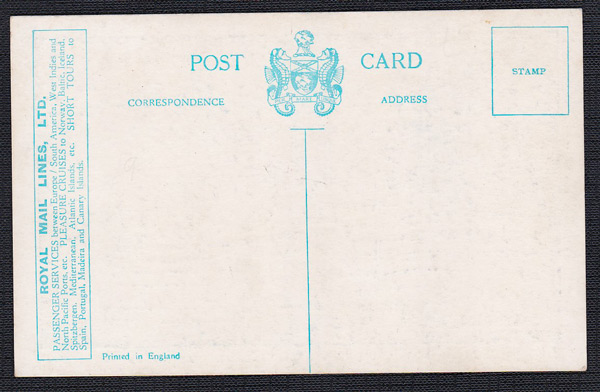 POST CARD
CORRESPONDENCE
ADDRESS
STAMP
ROYAL MAIL LINES, LTD.
PASSENGER SERVICES between Europe / South America, West Indies and
North Pacific Ports, etc. PLEASURE CRUISES to Norway, Baltic, Iceland,
Spitzbergen, Mediterranean, Atlantic Islands, etc. SHORT TOURS to
Spain, Portugal, Madeira and Canary Islands.
Printed in England